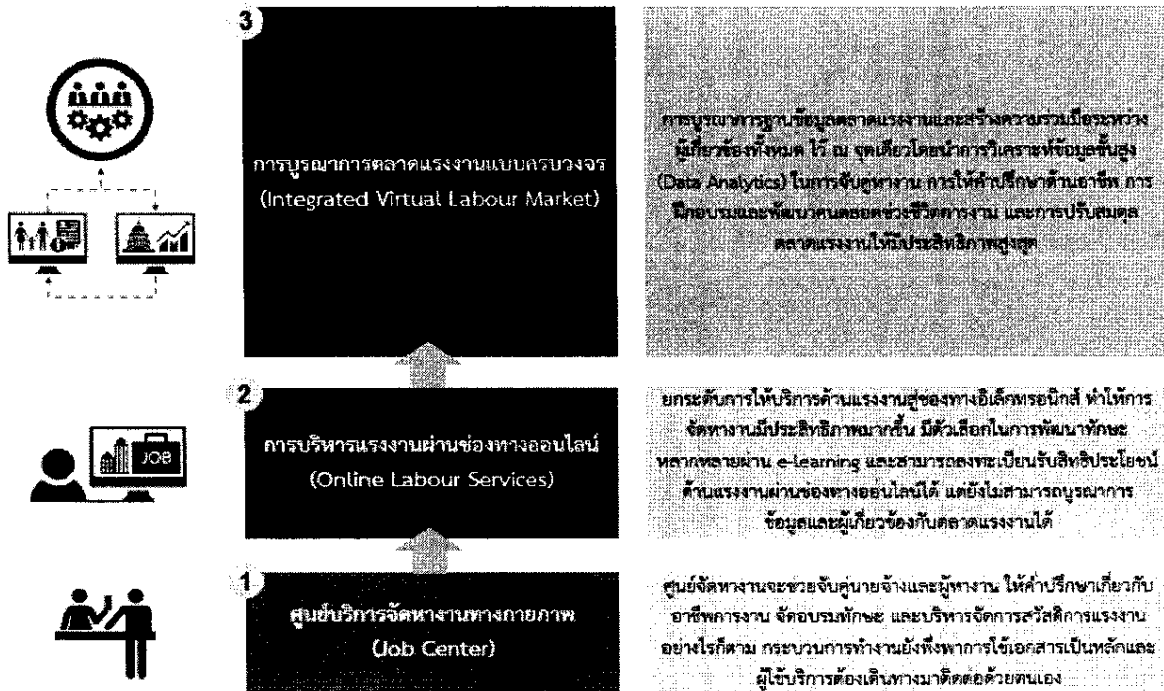 3
การบูรณาการตลาดแรงงานแบบครบวงจร
(Integrated Virtual Labour Market)
การบูรณาการฐานข้อมูลตลาดแรงงานและสร้างความร่วมมือระหว่าง
ผู้เกี่ยวข้องทั้งหมด ไว้ ณ จุดเดียวโดยนำการวิเคราะห์ข้อมูลขั้นสูง
(Data Analytics) ในการจับคู่หางาน การให้คำปรึกษาด้านอาชีพ การ
ฝึกอบรมและพัฒนาคนตลอดช่วงชีวิตการงาน และการปรับสมดุล
ตลาดแรงงานให้มีประสิทธิภาพสูงสุด
2
JOB
การบริหารแรงงานผ่านช่องทางออนไลน์
(Online Labour Services)
ยกระดับการให้บริการด้านแรงงานสู่ช่องทางอิเล็กทรอนิกส์ ทำให้การ
จัดหางานมีประสิทธิภาพมากขึ้น มีตัวเลือกในการพัฒนาทักษะ
หลากหลายผ่าน e-Learning และสามารถลงทะเบียนรับสิทธิประโยชน์
ด้านแรงงานผ่านช่องทางออนไลน์ได้ แต่ยังไม่สามารถบูรณาการ
ข้อมูลและผู้เกี่ยวข้องกับตลาดแรงงานได้
1
ศูนย์บริการจัดหางานทางกายภาพ
(Job Center)
ศูนย์จัดหางานจะช่วยจับคู่นายจ้างและผู้หางาน ให้คำปรึกษาเกี่ยวกับ
อาชีพการงาน จัดอบรมทักษะ และบริหารจัดการสวัสดิการแรงงาน
อย่างไรก็ตาม กระบวนการทำงานยังพึ่งพาการใช้เอกสารเป็นหลักและ
ผู้ใช้บริการต้องเดินทางมาติดต่อด้วยตนเอง